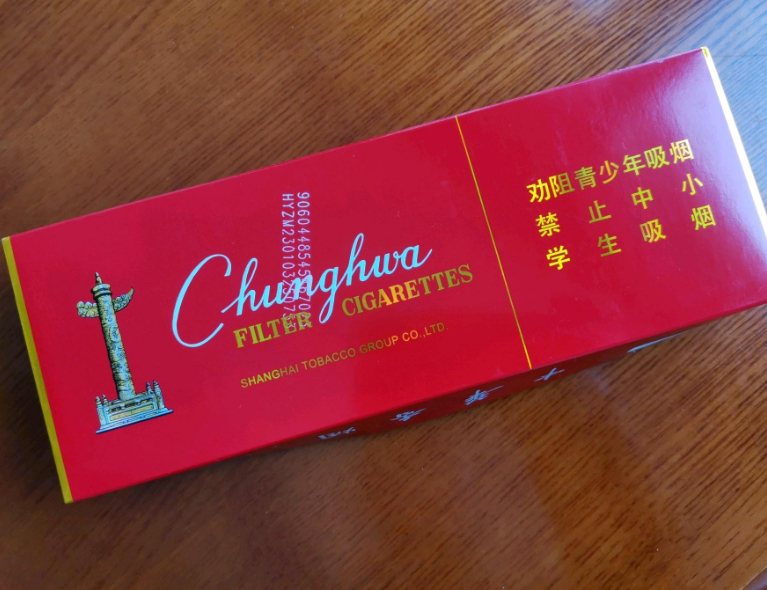 Chunghwa
FILTER CIGARETTES
SHANGHAI TOBACCO GROUP CO.,LTD.
劝阻青少年吸烟
禁止中小
学生吸烟